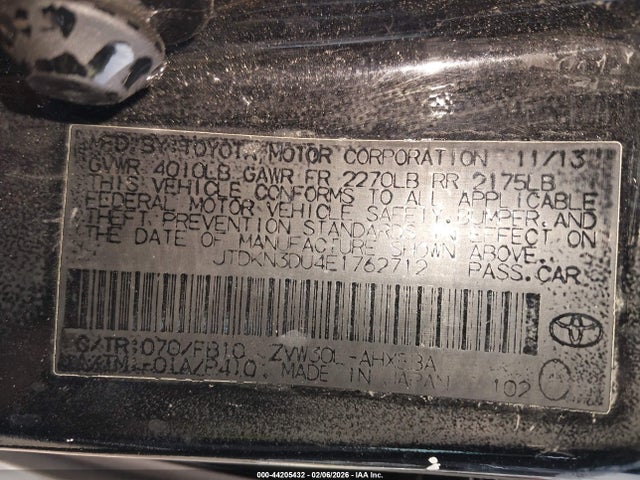 MFD BY TOYOTA MOTOR CORPORATION 11/13
GVWR 4010LB GAWR FR 2270LB RR 2175LB
THIS VEHICLE CONFORMS TO ALL APPLICABLE
FEDERAL MOTOR VEHICLE SAFETY, BUMPER, AND
THEFT PREVENTION STANDARDS IN EFFECT ON
THE DATE OF MANUFACTURE SHOWN ABOVE.
JTDKN3DU4E1762712 PASS.CAR
C/TR:070/FB10 ZVW30L-AHXEBA
MADE IN JAPAN 102
000-44205432 - 02/06/2026 - IAA Inc.